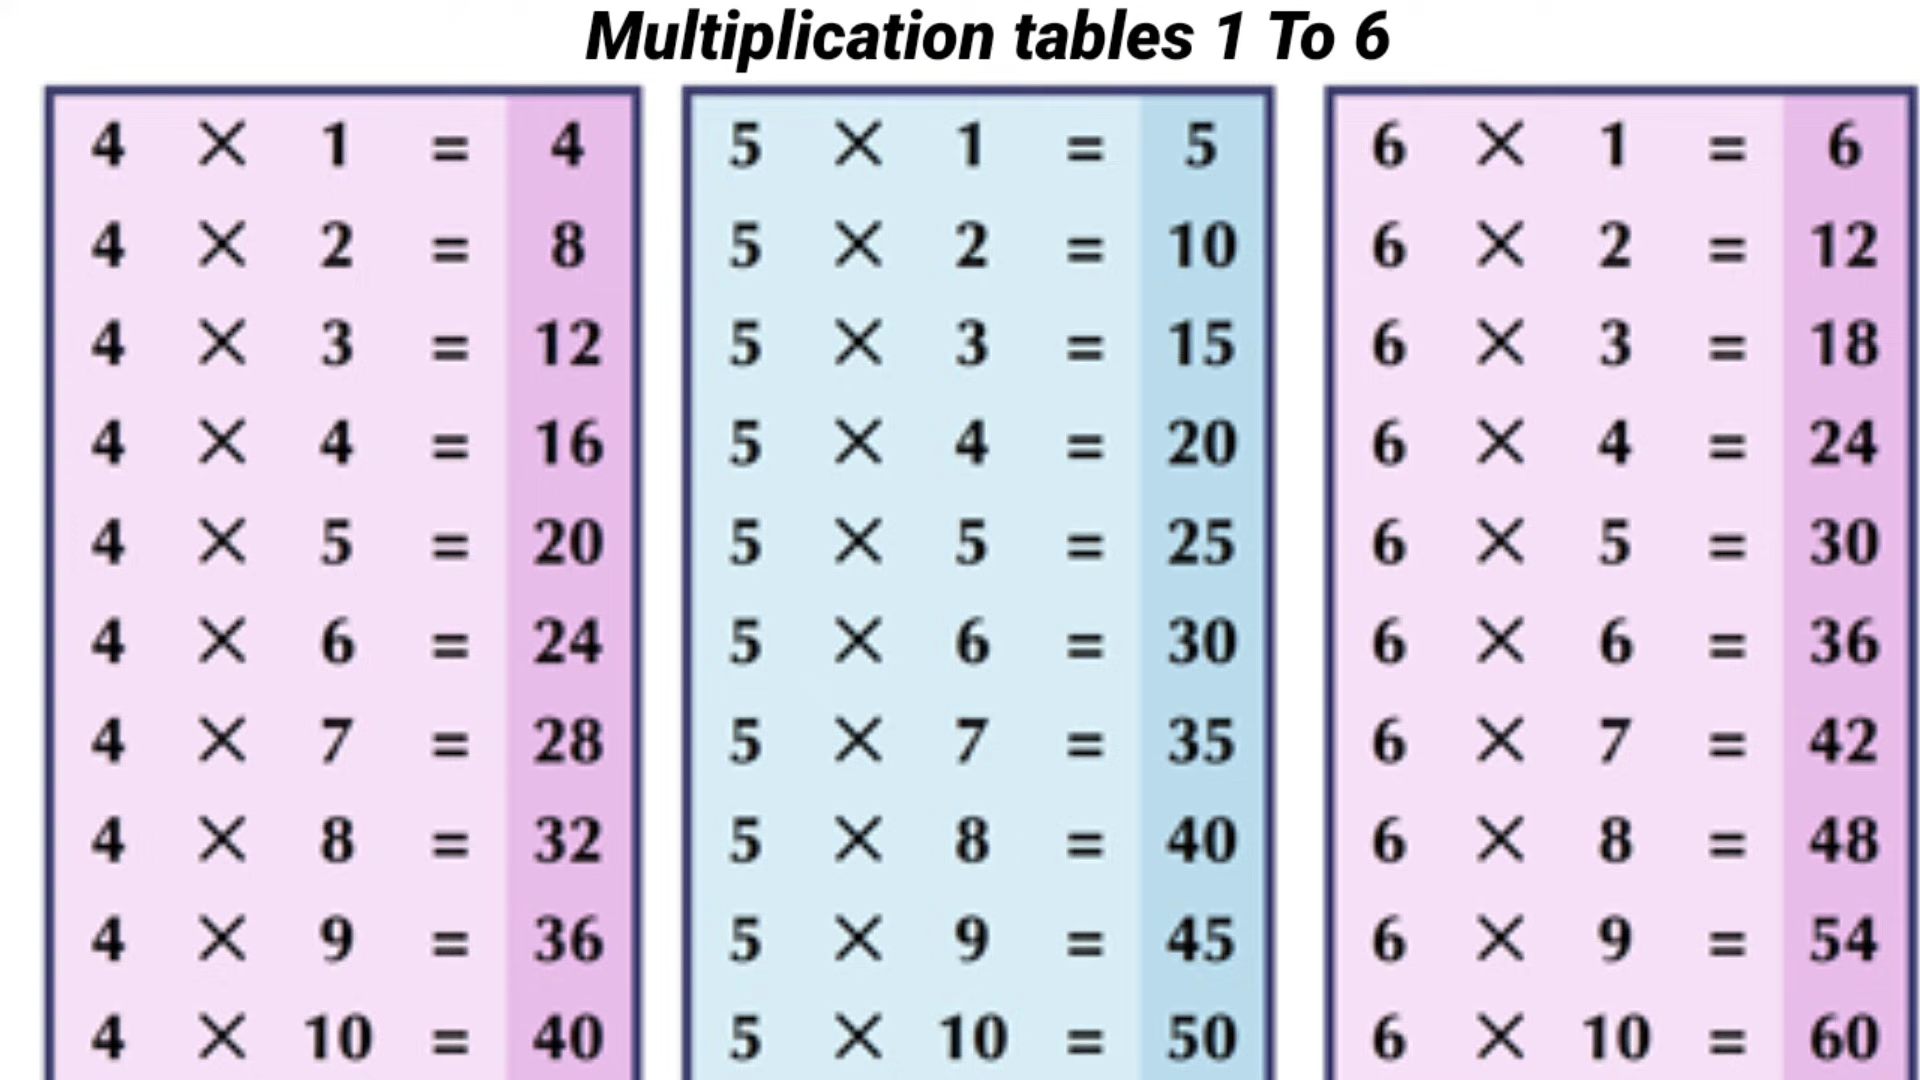 Multiplication tables 1 To 6
4 × 1 = 4
4 × 2 = 8
4 × 3 = 12
4 × 4 = 16
4 × 5 = 20
4 × 6 = 24
4 × 7 = 28
4 × 8 = 32
4 × 9 = 36
4 × 10 = 40
5 × 1 = 5
5 × 2 = 10
5 × 3 = 15
5 × 4 = 20
5 × 5 = 25
5 × 6 = 30
5 × 7 = 35
5 × 8 = 40
5 × 9 = 45
5 × 10 = 50
6 × 1 = 6
6 × 2 = 12
6 × 3 = 18
6 × 4 = 24
6 × 5 = 30
6 × 6 = 36
6 × 7 = 42
6 × 8 = 48
6 × 9 = 54
6 × 10 = 60